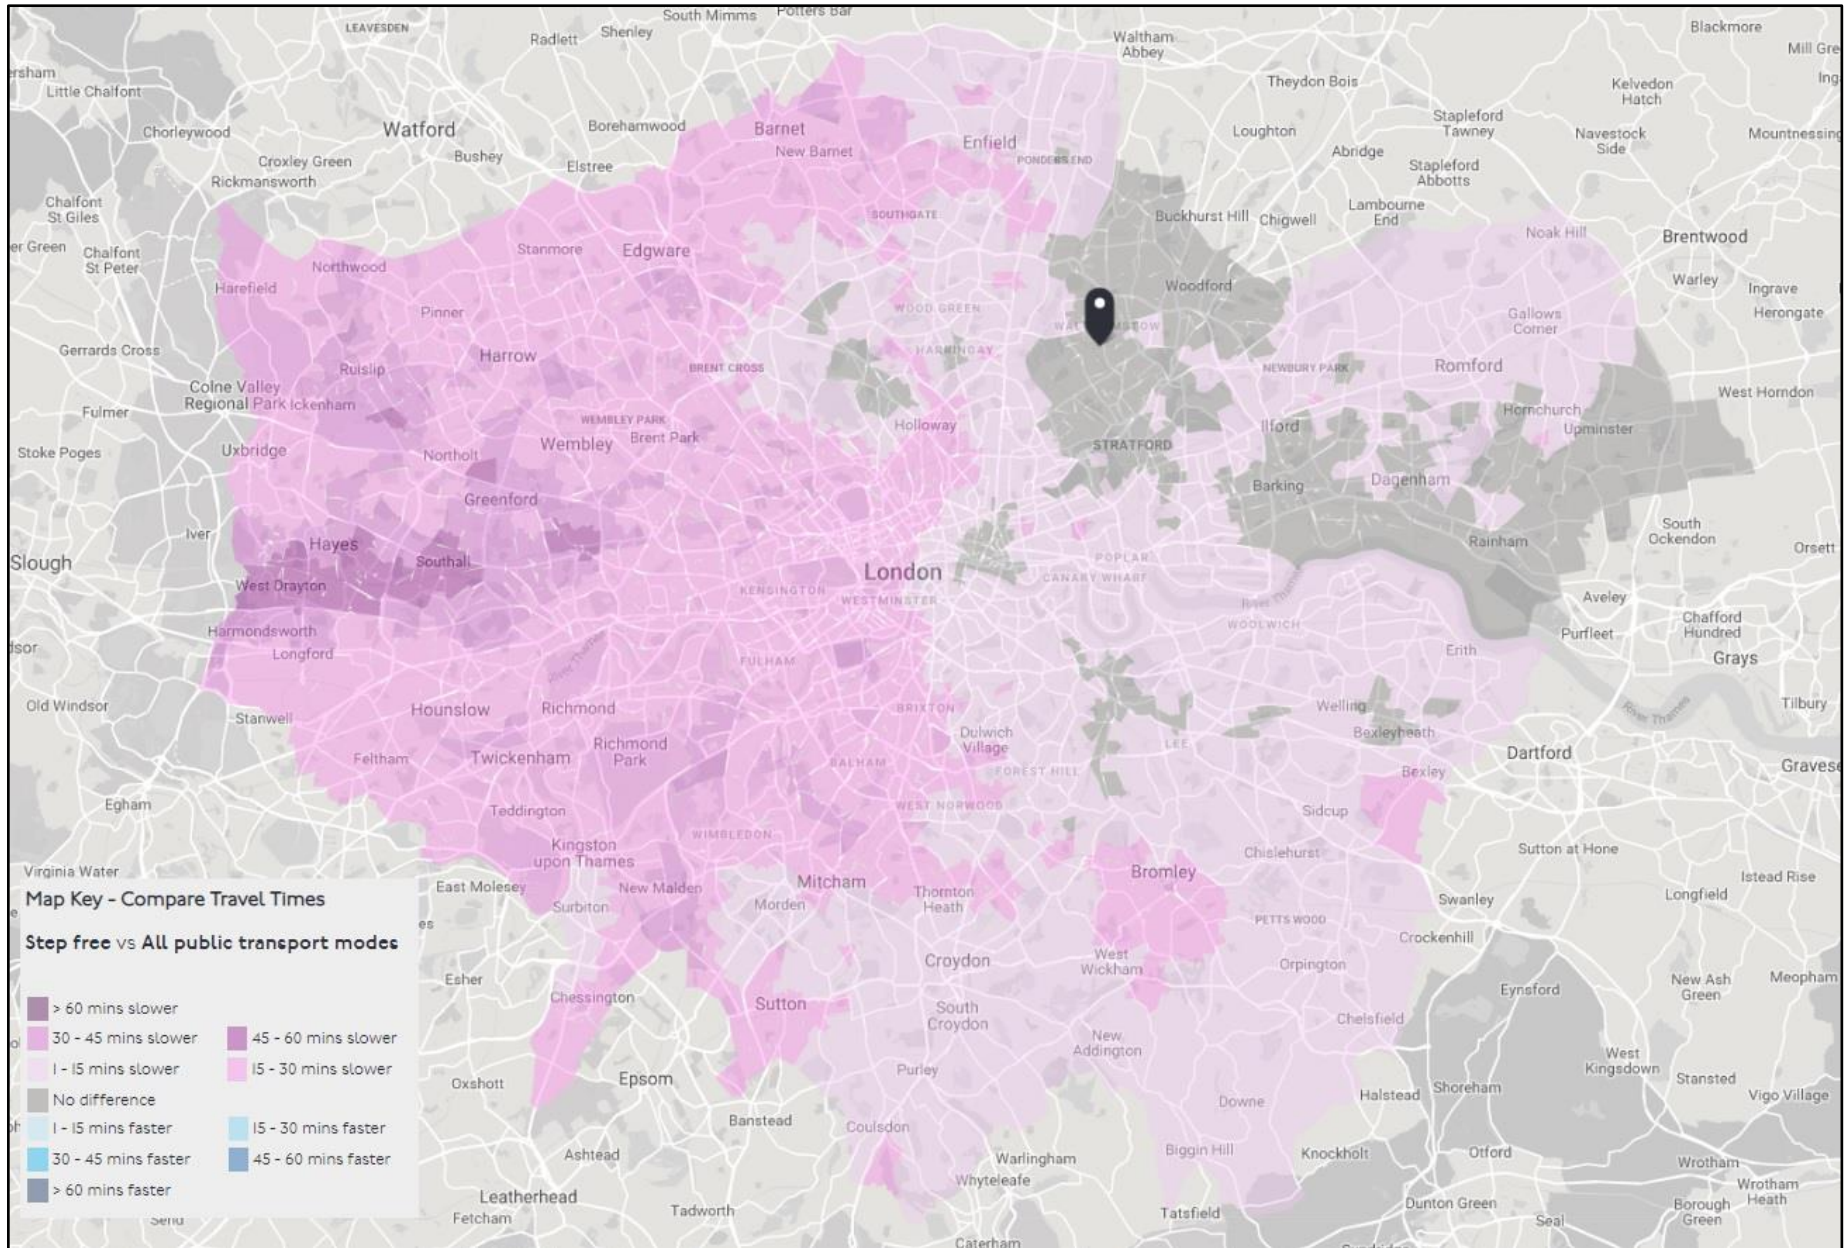 South Mimms
Potters Bar
LEAVESDEN
Radlett
Shenley
Waltham
Abbey
Blackmore
Mill Gre
ersham
Little Chalfont
Theydon Bois
Kelvedon
Hatch
Ing
Chorleywood
Watford
Borehamwood
Barnet
Enfield
Loughton
Stapleford
Tawney
Navestock
Side
Mountnessing
Croxley Green
Bushey
Elstree
New Barnet
PONDERS END
Abridge
Stapleford
Abbotts
Rickmansworth
Chalfont
St Giles
SOUTHGATE
Buckhurst Hill
Chigwell
Lambourne
End
er Green
Chalfont
St Peter
Stanmore
Edgware
Noak Hill
Brentwood
Northwood
Harefield
Woodford
Warley
Ingrave
Herongate
Pinner
WOOD GREEN
Gallows
Corner
Gerrards Cross
Harrow
HARRINGAY
Ruislip
BRENT CROSS
NEWBURY PARK
Romford
Colne Valley
Regional Park
Ickenham
West Horndon
Fulmer
WEMBLEY PARK
Holloway
Ilford
Hornchurch
Upminster
Stoke Poges
Uxbridge
Northolt
Wembley
Brent Park
STRATFORD
Greenford
Barking
Dagenham
Iver
Hayes
Rainham
South
Ockendon
Orsett
Slough
Southall
London
POPLAR
CANARY WHARF
West Drayton
KENSINGTON
WESTMINSTER
River Thames
Aveley
Harmondsworth
WOOLWICH
Purfleet
Chafford
Hundred
dsor
Longford
River Thames
FULHAM
Erith
Grays
Old Windsor
Stanwell
Hounslow
Richmond
BRIXTON
Welling
River Thames
Tilbury
Feltham
Twickenham
Richmond
Park
BALHAM
Dulwich
Village
LEE
Bexleyheath
Dartford
FOREST HILL
Bexley
Gravese
Egham
Teddington
WEST NORWOOD
Sidcup
Kingston
upon Thames
WIMBLEDON
Chislehurst
Sutton at Hone
Virginia Water
East Molesey
New Malden
Mitcham
Bromley
Istead Rise
Map Key - Compare Travel Times
Surbiton
Morden
Thornton
Heath
PETTS WOOD
Swanley
Longfield
es
Step free vs All public transport modes
Croydon
West
Wickham
Orpington
Crockenhill
Esher
Chessington
Sutton
South
Croydon
Chelsfield
Eynsford
New Ash
Green
Meopham
> 60 mins slower
30 - 45 mins slower
45 - 60 mins slower
1 - 15 mins slower
15 - 30 mins slower
No difference
1 - 15 mins faster
15 - 30 mins faster
30 - 45 mins faster
45 - 60 mins faster
> 60 mins faster
New
Addington
West
Kingsdown
Oxshott
Epsom
Purley
Downe
Halstead
Shoreham
Stansted
Vigo Village
Banstead
Coulsdon
Ashtead
Warlingham
Biggin Hill
Knockholt
Otford
Wrotham
Whyteleafe
Wrotham
Heath
Leatherhead
Fetcham
Tadworth
Tatsfield
Dunton Green
Seal
Borough
Green
Send
Caterham